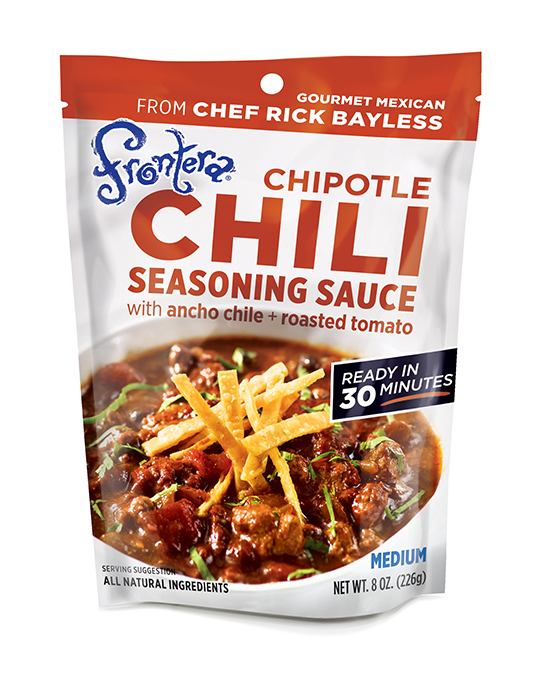 GOURMET MEXICAN
FROM CHEF RICK BAYLESS
frontera®
CHIPOTLE
CHILI
SEASONING SAUCE
with ancho chile + roasted tomato
READY IN
30 MINUTES
MEDIUM
SERVING SUGGESTION
ALL NATURAL INGREDIENTS
NET WT. 8 OZ. (226g)